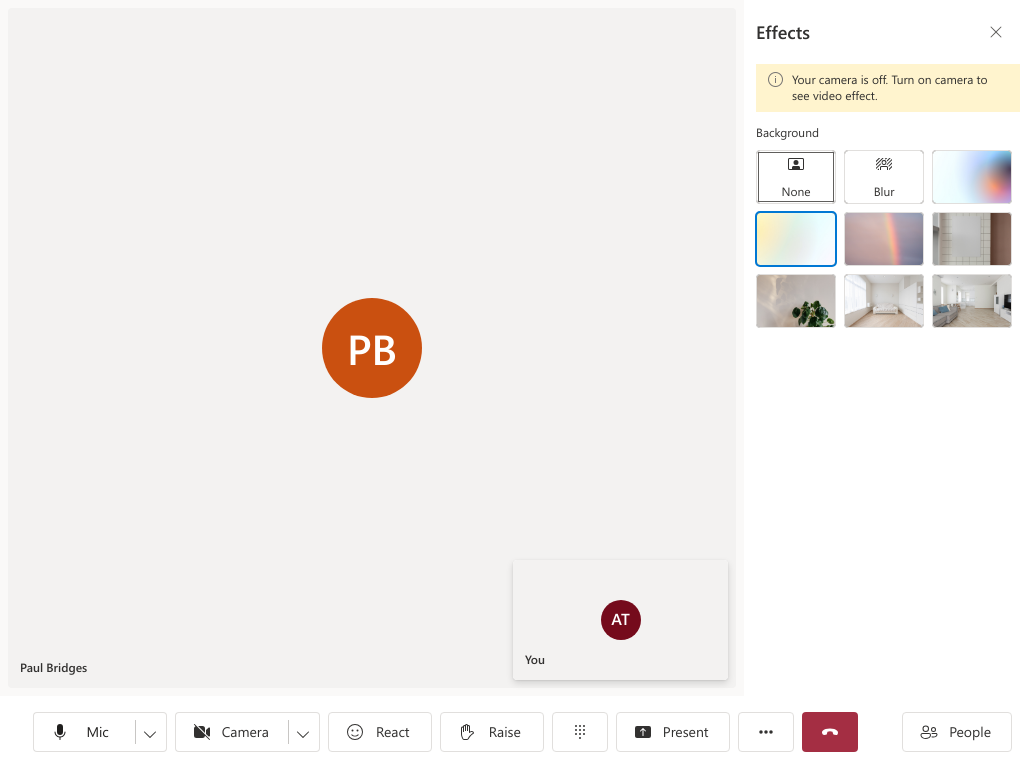 Effects
Your camera is off. Turn on camera to
see video effect.
Background
None
Blur
PB
AT
You
Paul Bridges
Mic
Camera
React
Raise
Present
People